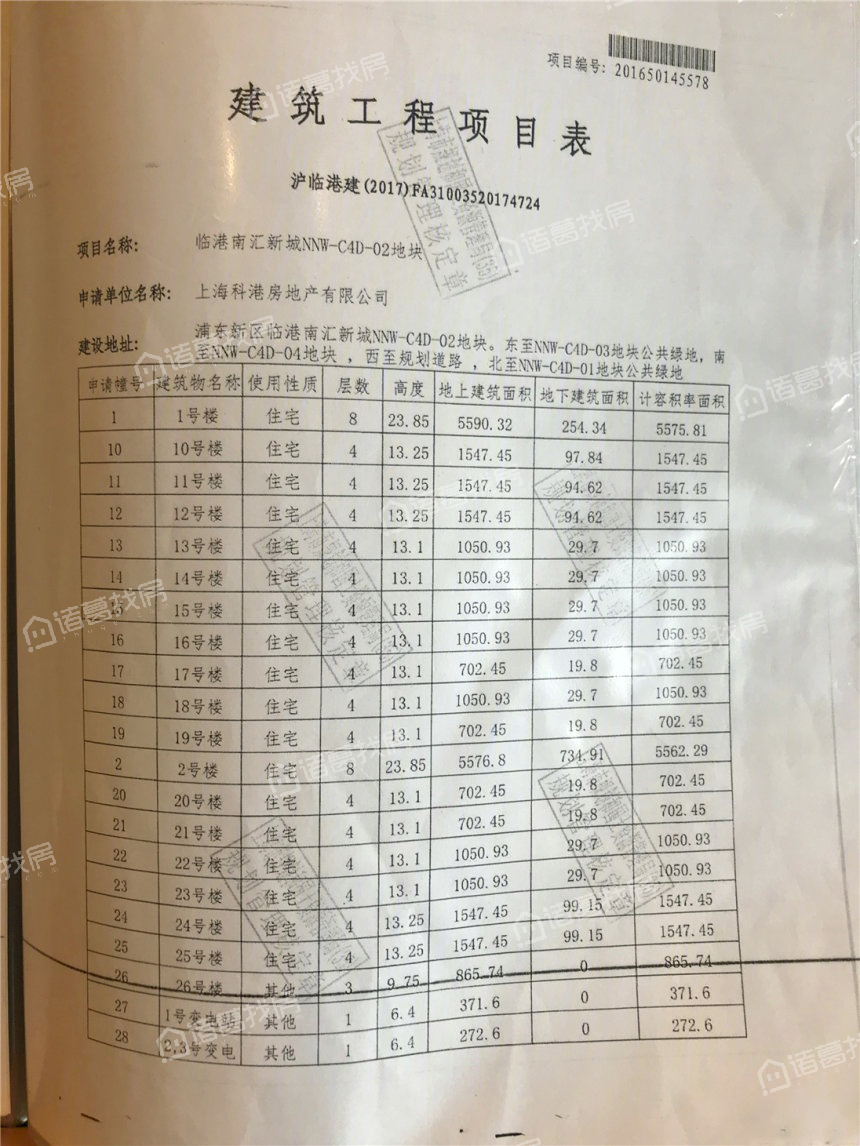 项目编号: 201650145578
建筑工程项目表
沪临港建(2017)FA31003520174724
项目名称: 临港南汇新城NNW-C4D-02地块
申请单位名称: 上海科港房地产有限公司
建设地址: 浦东新区临港南汇新城NNW-C4D-02地块。东至NNW-C4D-03地块公共绿地，南
至NNW-C4D-04地块 ，西至规划道路 ，北至NNW-C4D-01地块公共绿地
申请幢号 建筑物名称 使用性质 层数 高度 地上建筑面积 地下建筑面积 计容积率面积
1 1号楼 住宅 8 23.85 5590.32 254.34 5575.81
10 10号楼 住宅 4 13.25 1547.45 97.84 1547.45
11 11号楼 住宅 4 13.25 1547.45 94.62 1547.45
12 12号楼 住宅 4 13.25 1547.45 94.62 1547.45
13 13号楼 住宅 4 13.1 1050.93 29.7 1050.93
14 14号楼 住宅 4 13.1 1050.93 29.7 1050.93
15 15号楼 住宅 4 13.1 1050.93 29.7 1050.93
16 16号楼 住宅 4 13.1 1050.93 29.7 1050.93
17 17号楼 住宅 4 13.1 702.45 19.8 702.45
18 18号楼 住宅 4 13.1 1050.93 29.7 1050.93
19 19号楼 住宅 4 13.1 702.45 19.8 702.45
2 2号楼 住宅 8 23.85 5576.8 734.91 5562.29
20 20号楼 住宅 4 13.1 702.45 19.8 702.45
21 21号楼 住宅 4 13.1 702.45 19.8 702.45
22 22号楼 住宅 4 13.1 1050.93 29.7 1050.93
23 23号楼 住宅 4 13.1 1050.93 29.7 1050.93
24 24号楼 住宅 4 13.25 1547.45 99.15 1547.45
25 25号楼 住宅 4 13.25 1547.45 99.15 1547.45
26 26号楼 其他 3 9.75 865.74 0 865.74
27 1号变电站 其他 1 6.4 371.6 0 371.6
28 2,3号变电 其他 1 6.4 272.6 0 272.6
诸葛找房